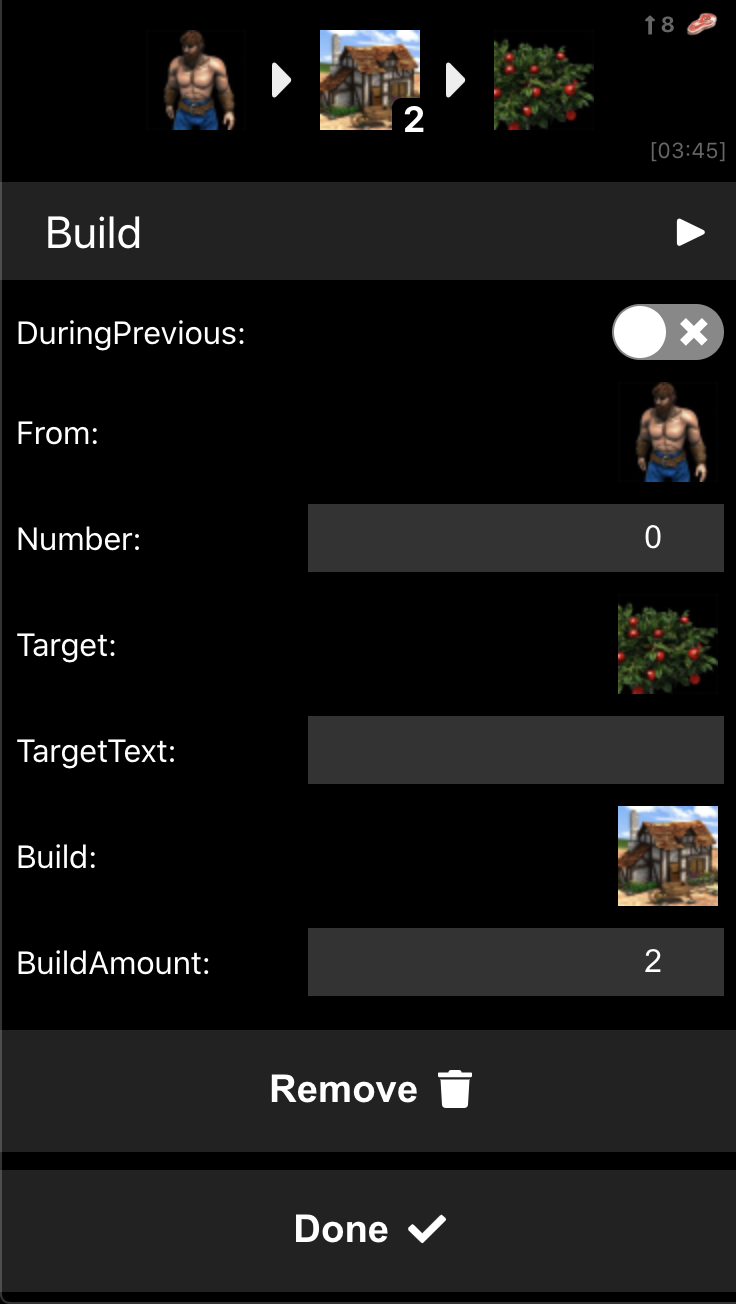 ↑8
2
[03:45]
Build
DuringPrevious:
From:
Number: 0
Target:
TargetText:
Build:
BuildAmount: 2
Remove
Done